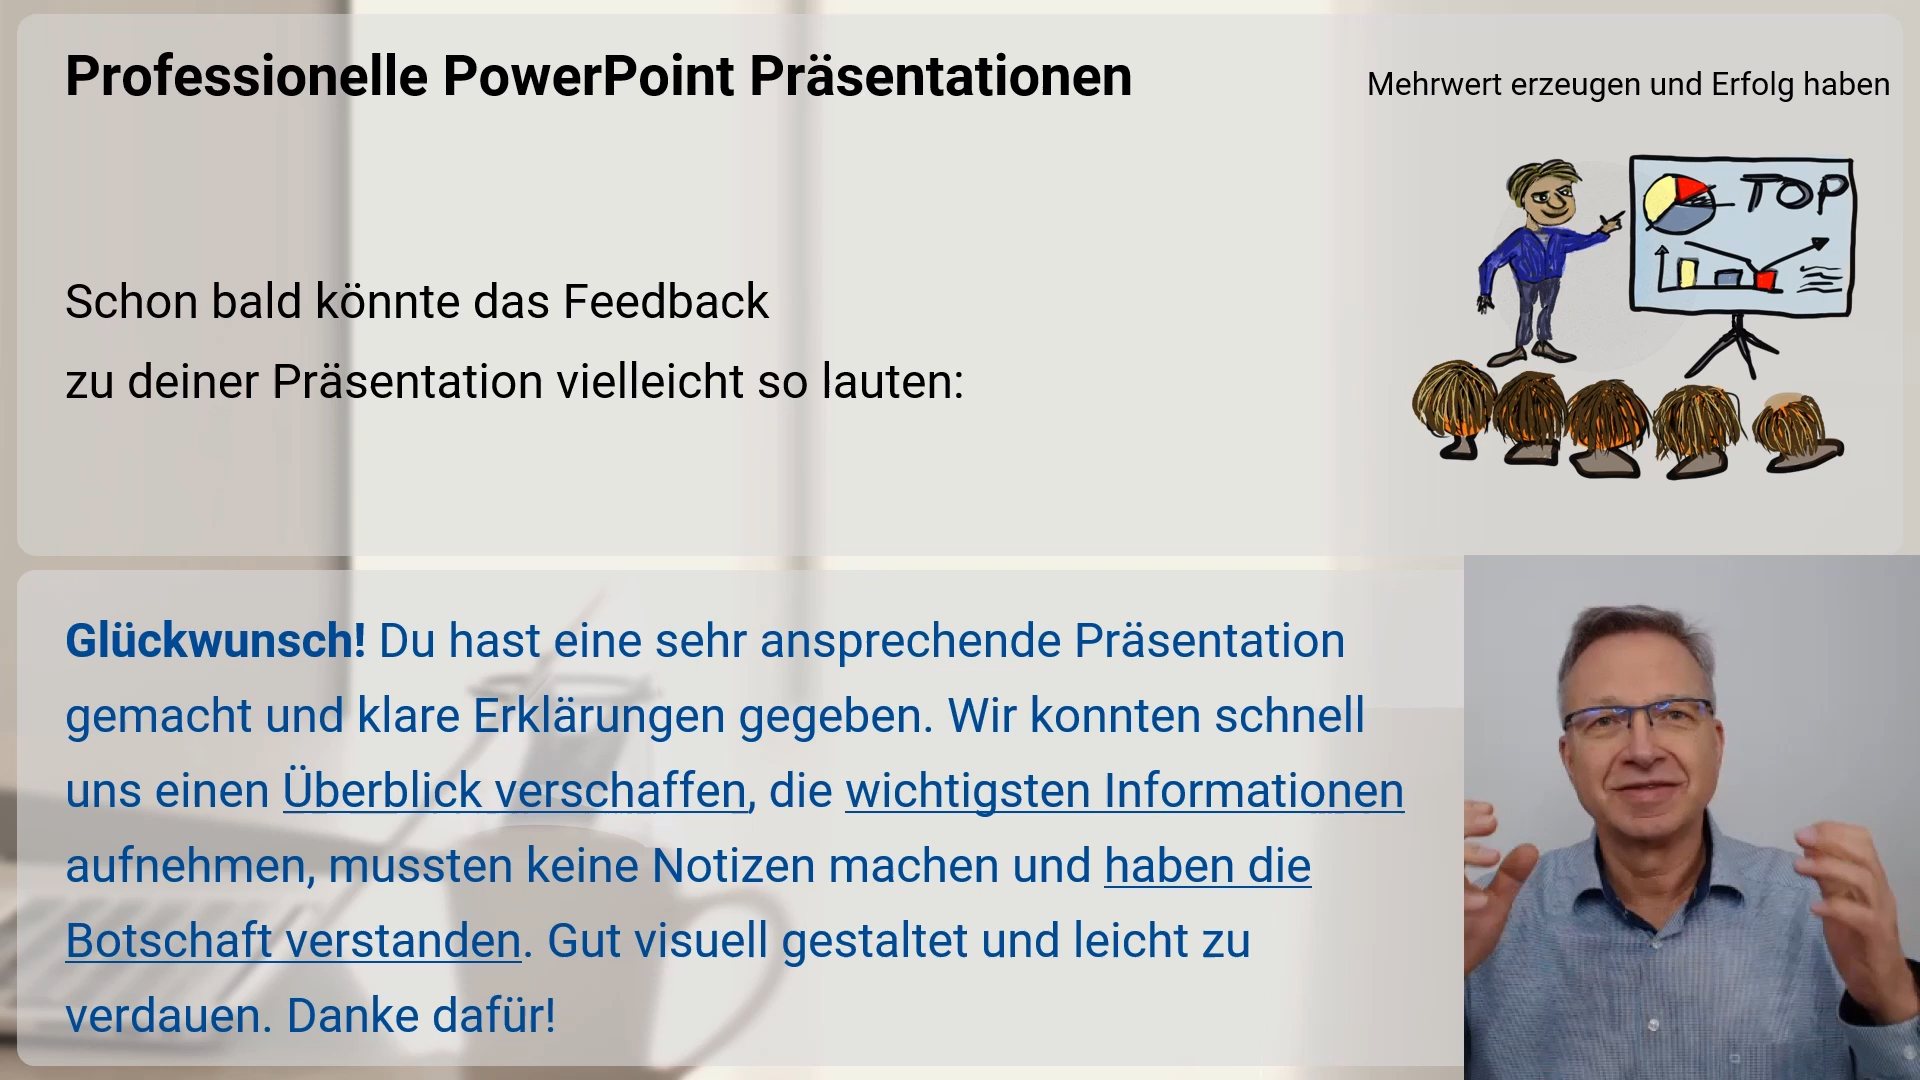 Professionelle PowerPoint Präsentationen
Mehrwert erzeugen und Erfolg haben
TOP
Schon bald könnte das Feedback
zu deiner Präsentation vielleicht so lauten:
Glückwunsch! Du hast eine sehr ansprechende Präsentation
gemacht und klare Erklärungen gegeben. Wir konnten schnell
uns einen Überblick verschaffen, die wichtigsten Informationen
aufnehmen, mussten keine Notizen machen und haben die
Botschaft verstanden. Gut visuell gestaltet und leicht zu
verdauen. Danke dafür!